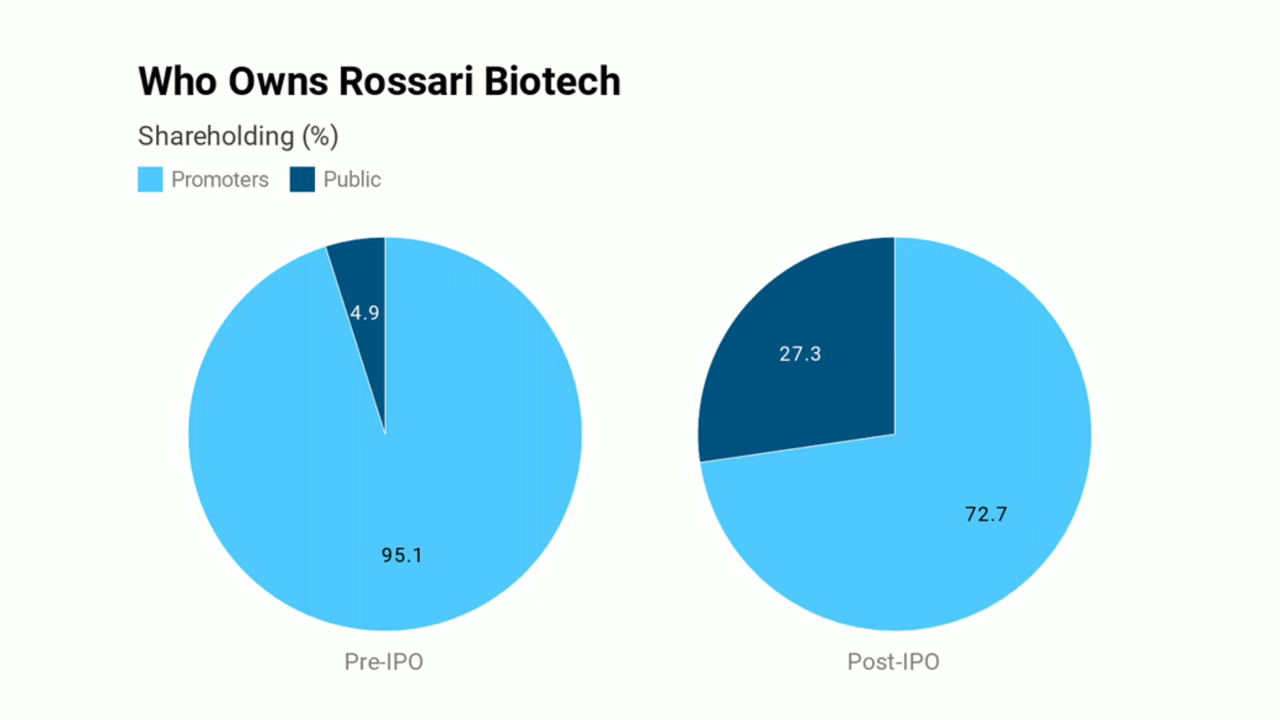 Who Owns Rossari Biotech
Shareholding (%)
Promoters Public
4.9
95.1
Pre-IPO
27.3
72.7
Post-IPO